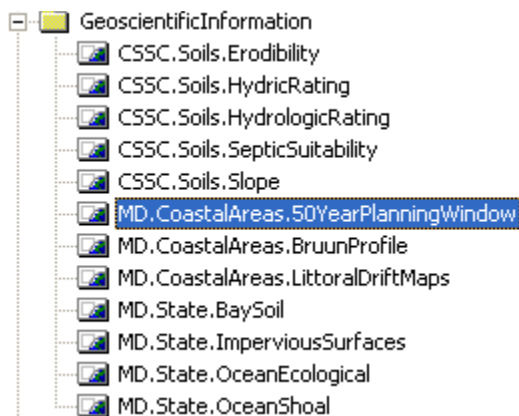 GeoscientificInformation
CSSC.Soils.Erodibility
CSSC.Soils.HydricRating
CSSC.Soils.HydrologicRating
CSSC.Soils.SepticSuitability
CSSC.Soils.Slope
MD.CoastalAreas.50YearPlanningWindow
MD.CoastalAreas.BruunProfile
MD.CoastalAreas.LittoralDriftMaps
MD.State.BaySoil
MD.State.ImperviousSurfaces
MD.State.OceanEcological
MD.State.OceanShoal